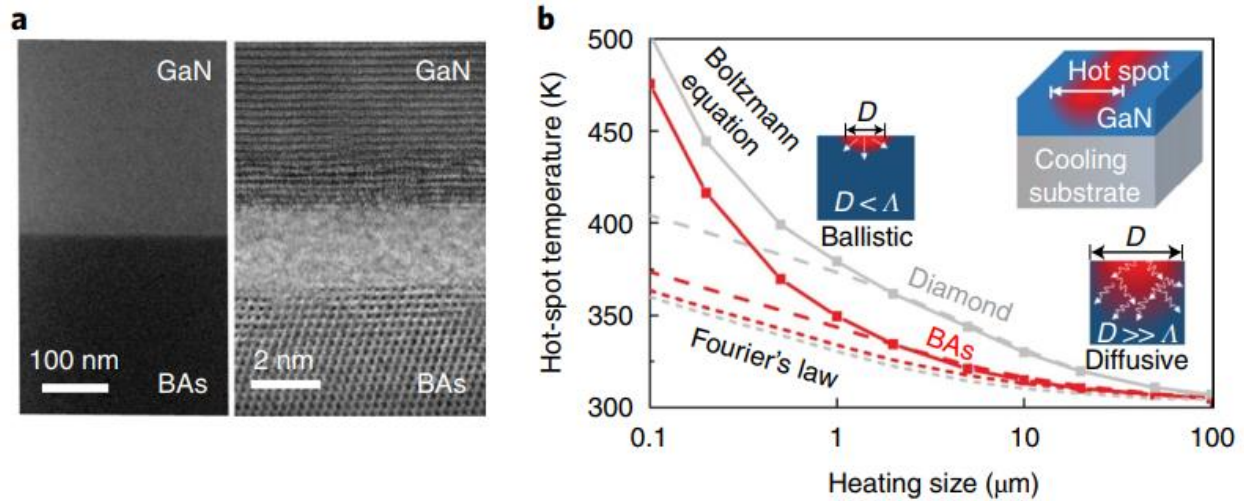 a
GaN
100 nm
BAs
GaN
2 nm
BAs
b
Hot-spot temperature (K)
500
450
400
350
300
0.1
1
10
100
Heating size (μm)
Boltzmann
equation
D
D < Λ
Ballistic
Hot spot
GaN
Cooling
substrate
Diamond
BAs
Fourier's law
D
D >> Λ
Diffusive